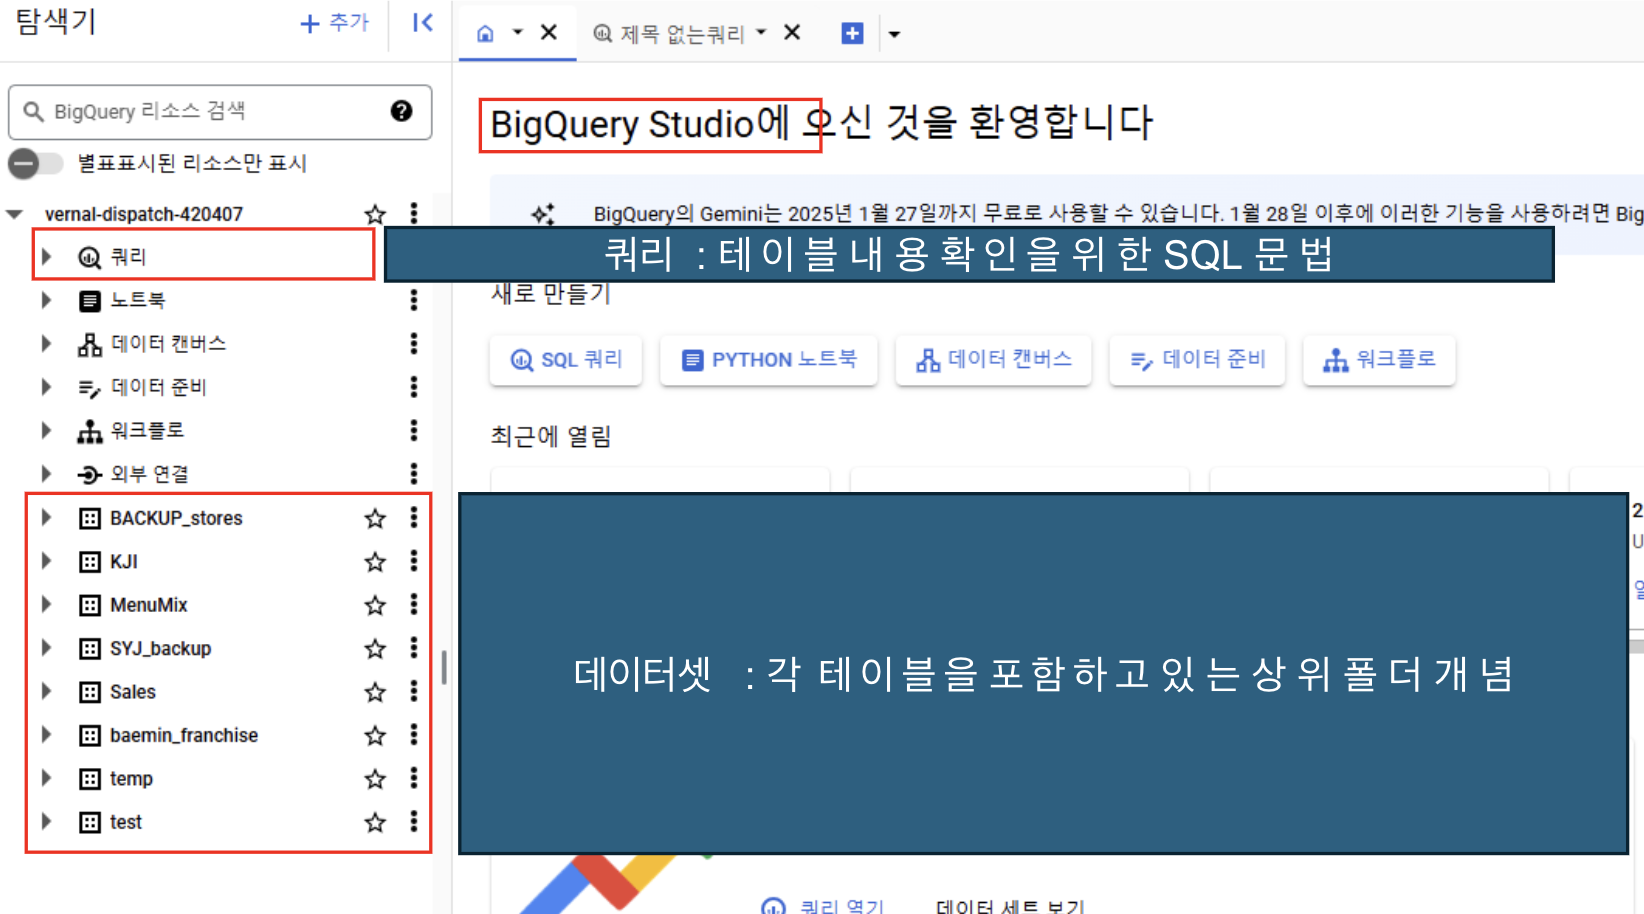 탐색기
+ 추가
제목 없는쿼리
BigQuery 리소스 검색
별표표시된 리소스만 표시
vernal-dispatch-420407
쿼리
노트북
데이터 캔버스
데이터 준비
워크플로
외부 연결
BACKUP_stores
KJI
MenuMix
SYJ_backup
Sales
baemin_franchise
temp
test
BigQuery Studio에 오신 것을 환영합니다
BigQuery의 Gemini는 2025년 1월 27일까지 무료로 사용할 수 있습니다. 1월 28일 이후에 이러한 기능을 사용하려면 Big
쿼리 : 테이블내용확인을위한 SQL 문법
새로 만들기
SQL 쿼리
PYTHON 노트북
데이터 캔버스
데이터 준비
워크플로
최근에 열림
2
U
데이터셋 : 각 테이블을포함하고있는상위폴더개념
쿼리 열기
데이터 세트 보기